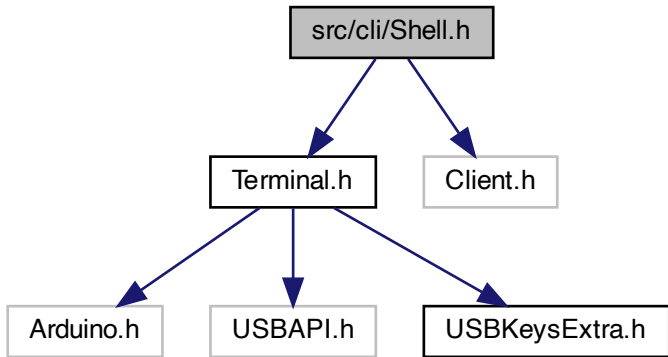 src/cli/Shell.h
Terminal.h
Client.h
Arduino.h
USBAPI.h
USBKeysExtra.h